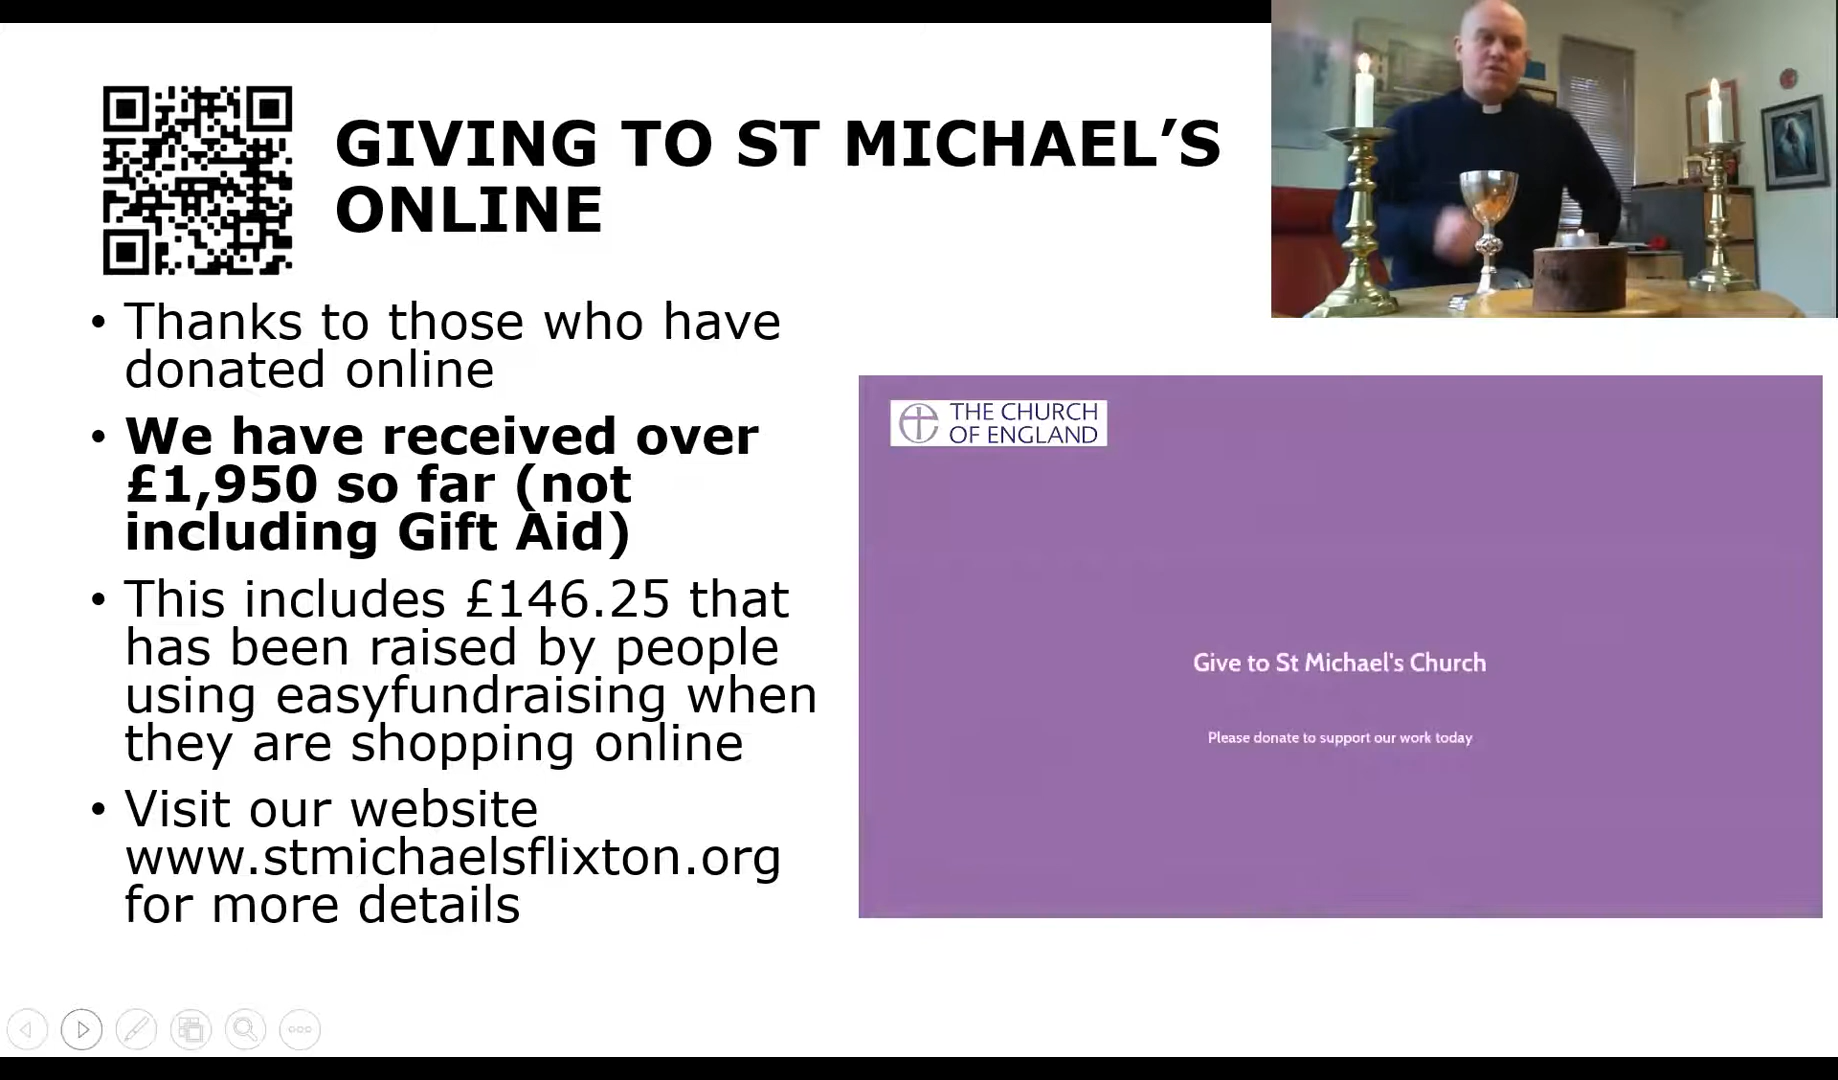 GIVING TO ST MICHAEL’S
ONLINE
• Thanks to those who have
donated online
• We have received over
£1,950 so far (not
including Gift Aid)
• This includes £146.25 that
has been raised by people
using easyfundraising when
they are shopping online
• Visit our website
www.stmichaelsflixton.org
for more details
THE CHURCH
OF ENGLAND
Give to St Michael's Church
Please donate to support our work today